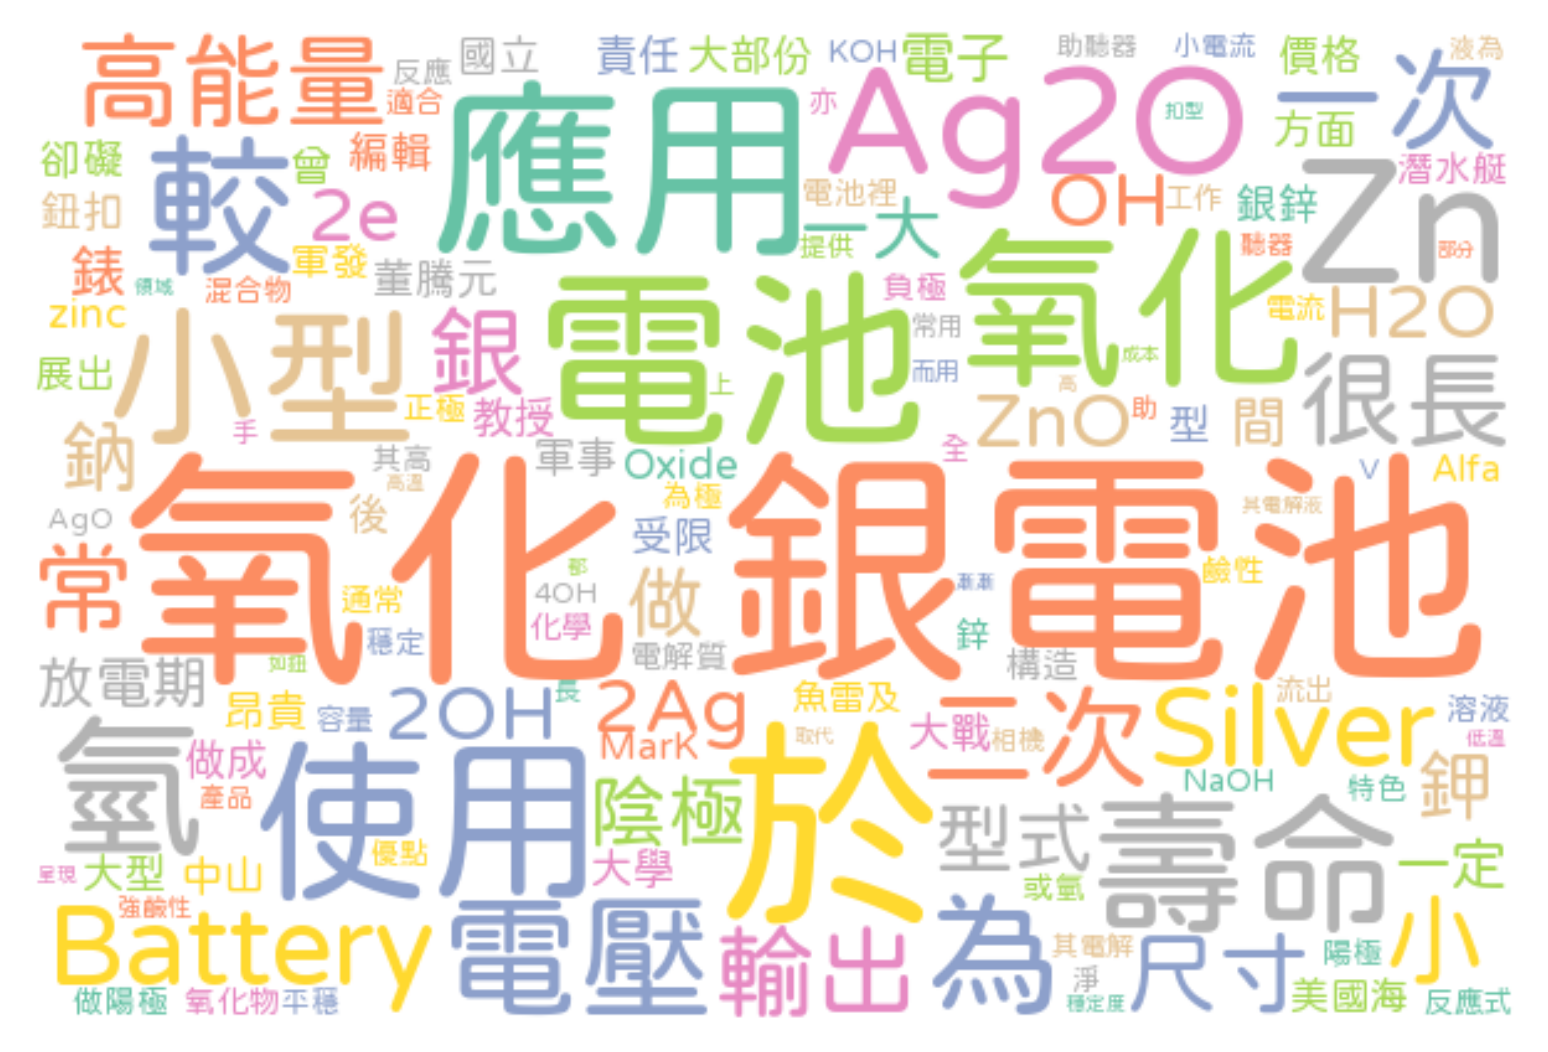 高能量
反應
國立
責任
大部份
KOH
電子
助聽器
小電流
價格
液為
適合
應用
亦
Ag2O
扣型
一次
方面
卻礙
較
曾
編輯
潛水艇
鈕扣
2e
電池裡
OH
工作
銀鋅
Zn
一大
錶
軍發
提供
聽器
部分
領域
混合物
董騰元
負極
氧化
電流
H2O
zinc
小型
銀
電池
常用
成本
很長
展出
正極
教授
上
而用
高
手
ZnO
助
型
間
鈉
其高
軍事
Oxide
全
V
Alfa
高溫
氧化銀電池
為極
其電解液
AgO
後
受限
常
通常
都
4OH
做
漸漸
鹼性
穩定
化學
鋅
放電期
如鈕
電解質
構造
昂貴
容量
2OH
長
2Ag
魚雷及
二次
Silver
流出
溶液
氫
做成
使用
MarK
取代
於
大戰
相機
低溫
產品
陰極
NaOH
特色
鉀
型式
壽命
呈現
大型
中山
優點
大學
或氫
一定
強鹼性
Battery
電壓
輸出
為
其電解
尺寸
陽極
小
淨
做陽極
氧化物
平穩
穩定度
美國海
反應式